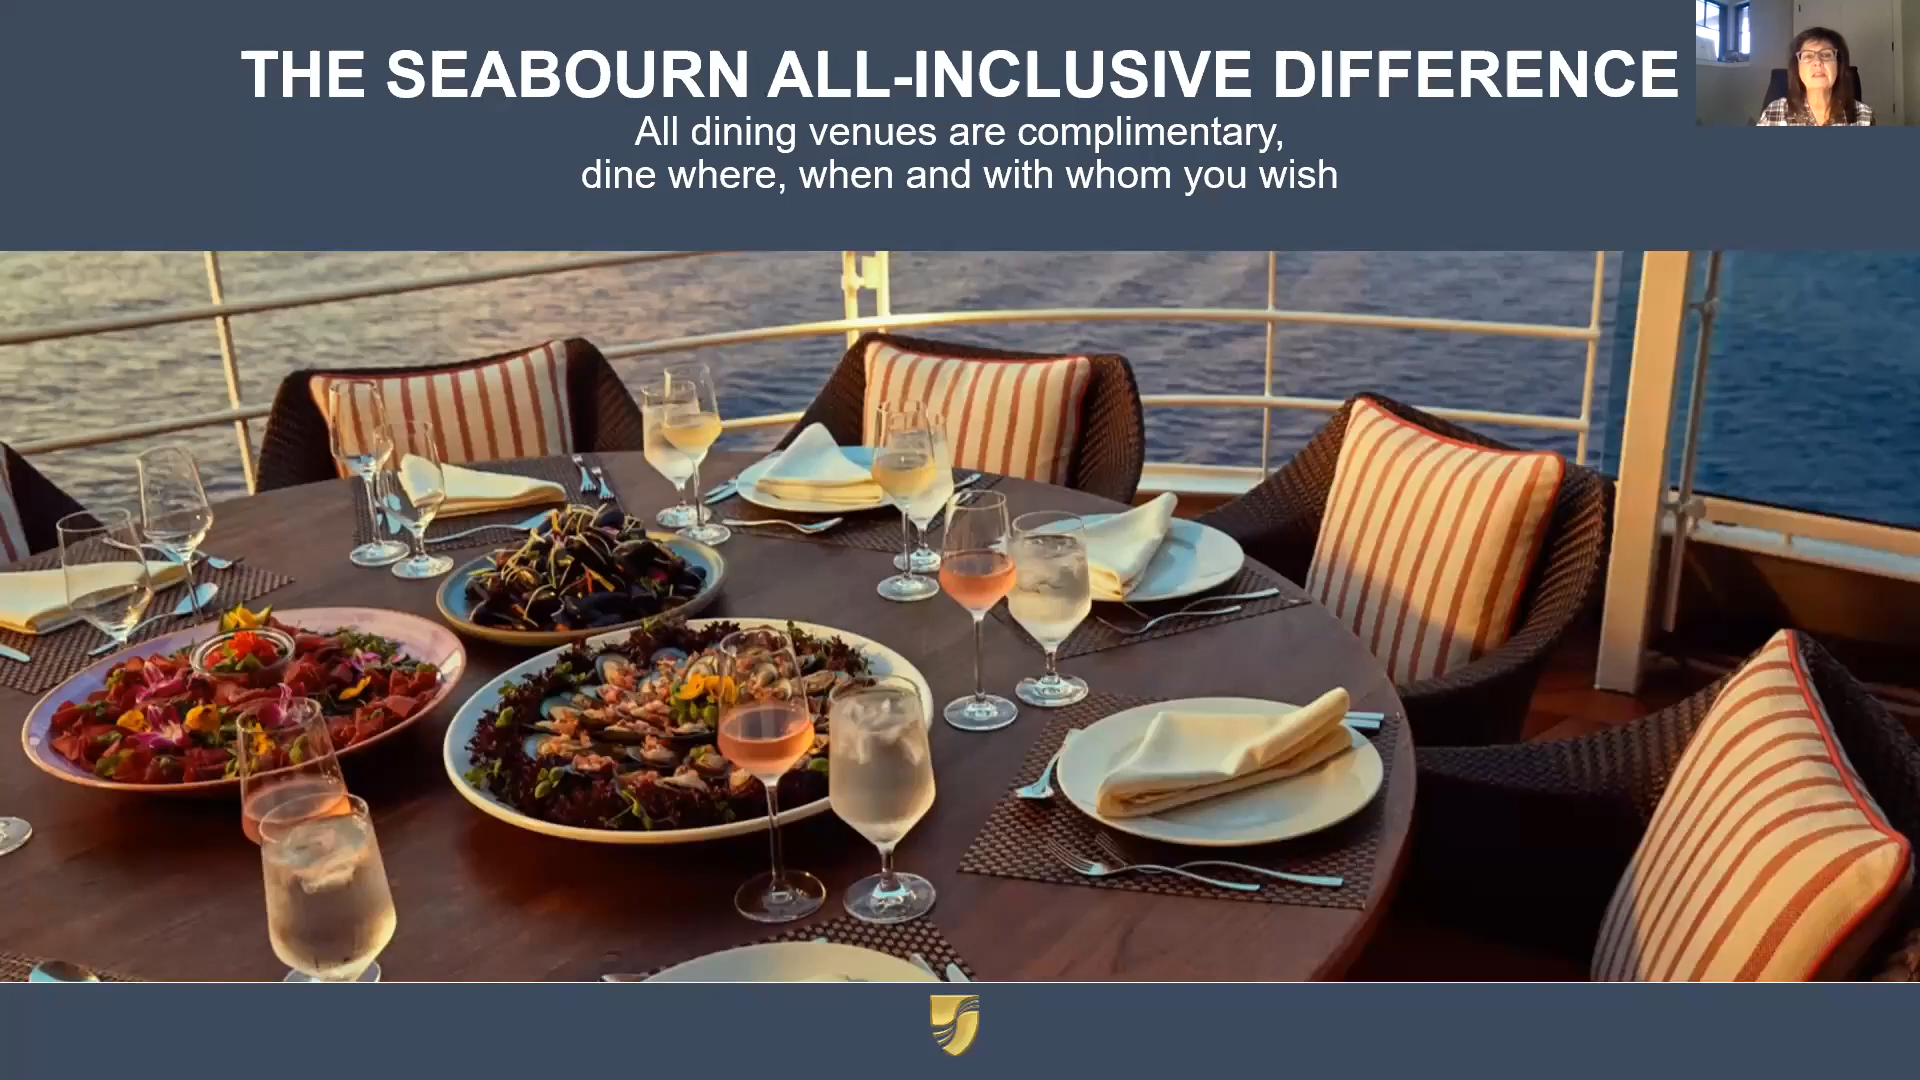 THE SEABOURN ALL-INCLUSIVE DIFFERENCE
All dining venues are complimentary,
dine where, when and with whom you wish